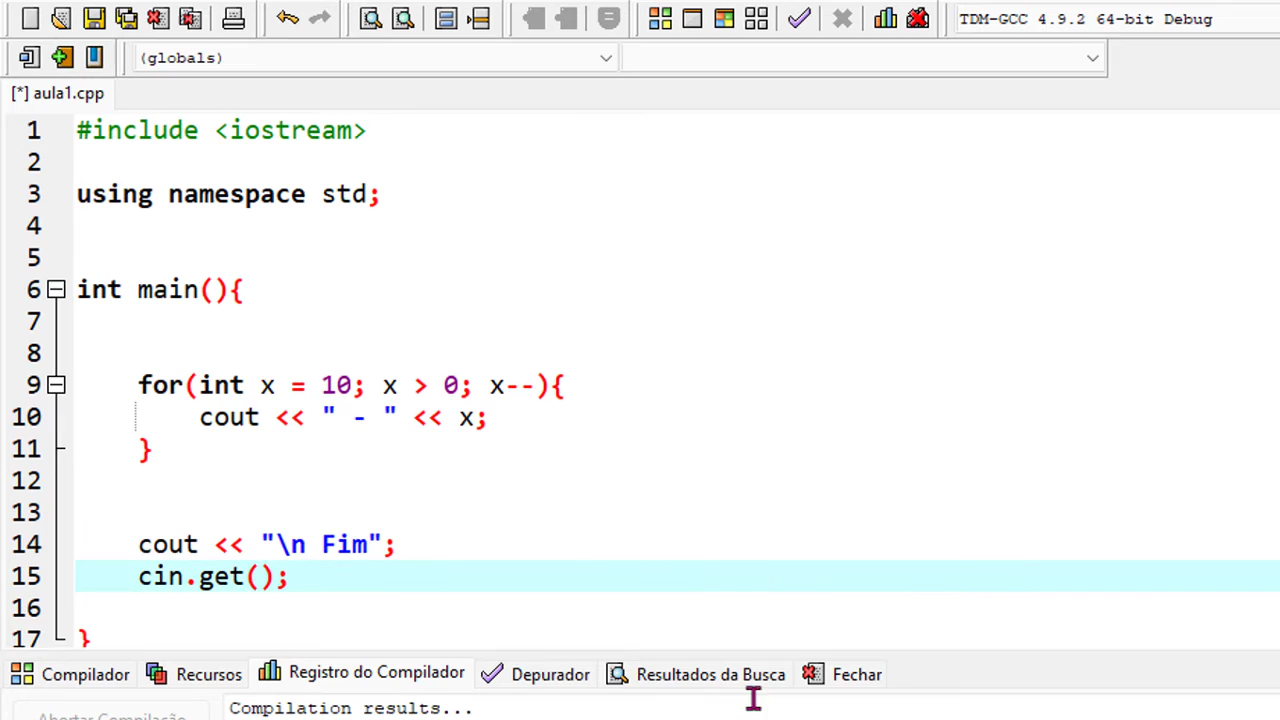 TDM-GCC 4.9.2 64-bit Debug
(globals)
[*] aula1.cpp
1 #include <iostream>
2
3 using namespace std;
4
5
6 int main(){
7
8
9 for(int x = 10; x > 0; x--){
10 cout << " - " << x;
11 }
12
13
14 cout << "\n Fim";
15 cin.get();
16
17 }
Compilador Recursos Registro do Compilador Depurador Resultados da Busca Fechar
Abortar Compilação Compilation results...